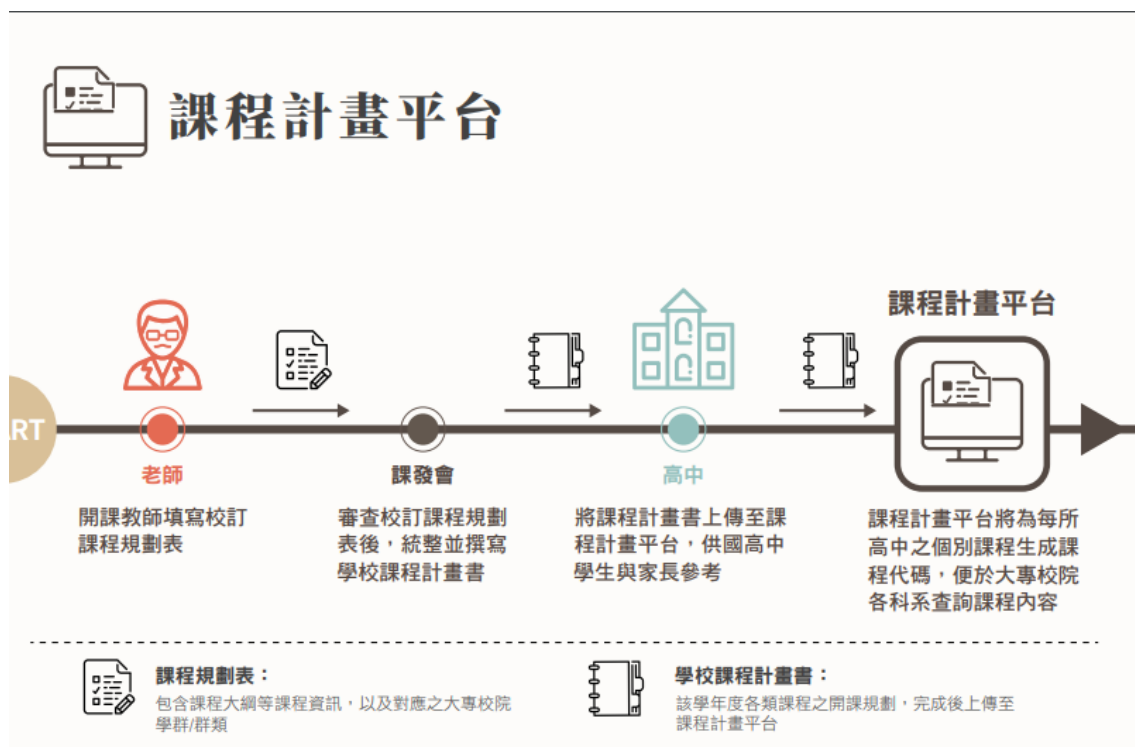 課程計畫平台
課程計畫平台
ART
老師
課發會
高中
開課教師填寫校訂
課程規劃表
審查校訂課程規劃
表後，統整並撰寫
學校課程計畫書
將課程計畫書上傳至課
程計畫平台，供國高中
學生與家長參考
課程計畫平台將為每所
高中之個別課程生成課
程代碼，便於大專校院
各科系查詢課程內容
課程規劃表：
包含課程大綱等課程資訊，以及對應之大專校院
學群/群類
學校課程計畫書：
該學年度各類課程之開課規劃，完成後上傳至
課程計畫平台